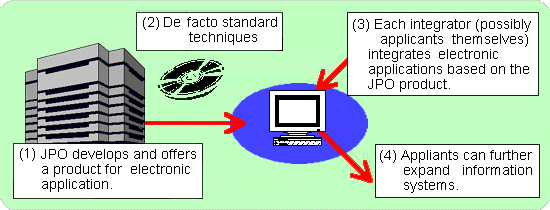 (1) JPO develops and offers
a product for electronic
application.
(2) De facto standard
techniques
(3) Each integrator (possibly
applicants themselves)
integrates electronic
applications based on the
JPO product.
(4) Appliants can further
expand information
systems.